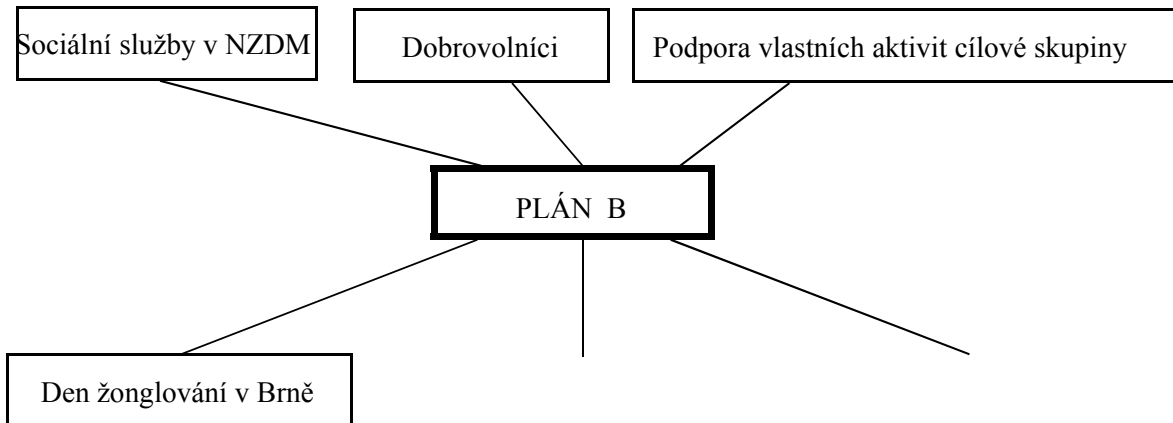 Sociální služby v NZDM
Dobrovolníci
Podpora vlastních aktivit cílové skupiny
PLÁN B
Den žonglování v Brně